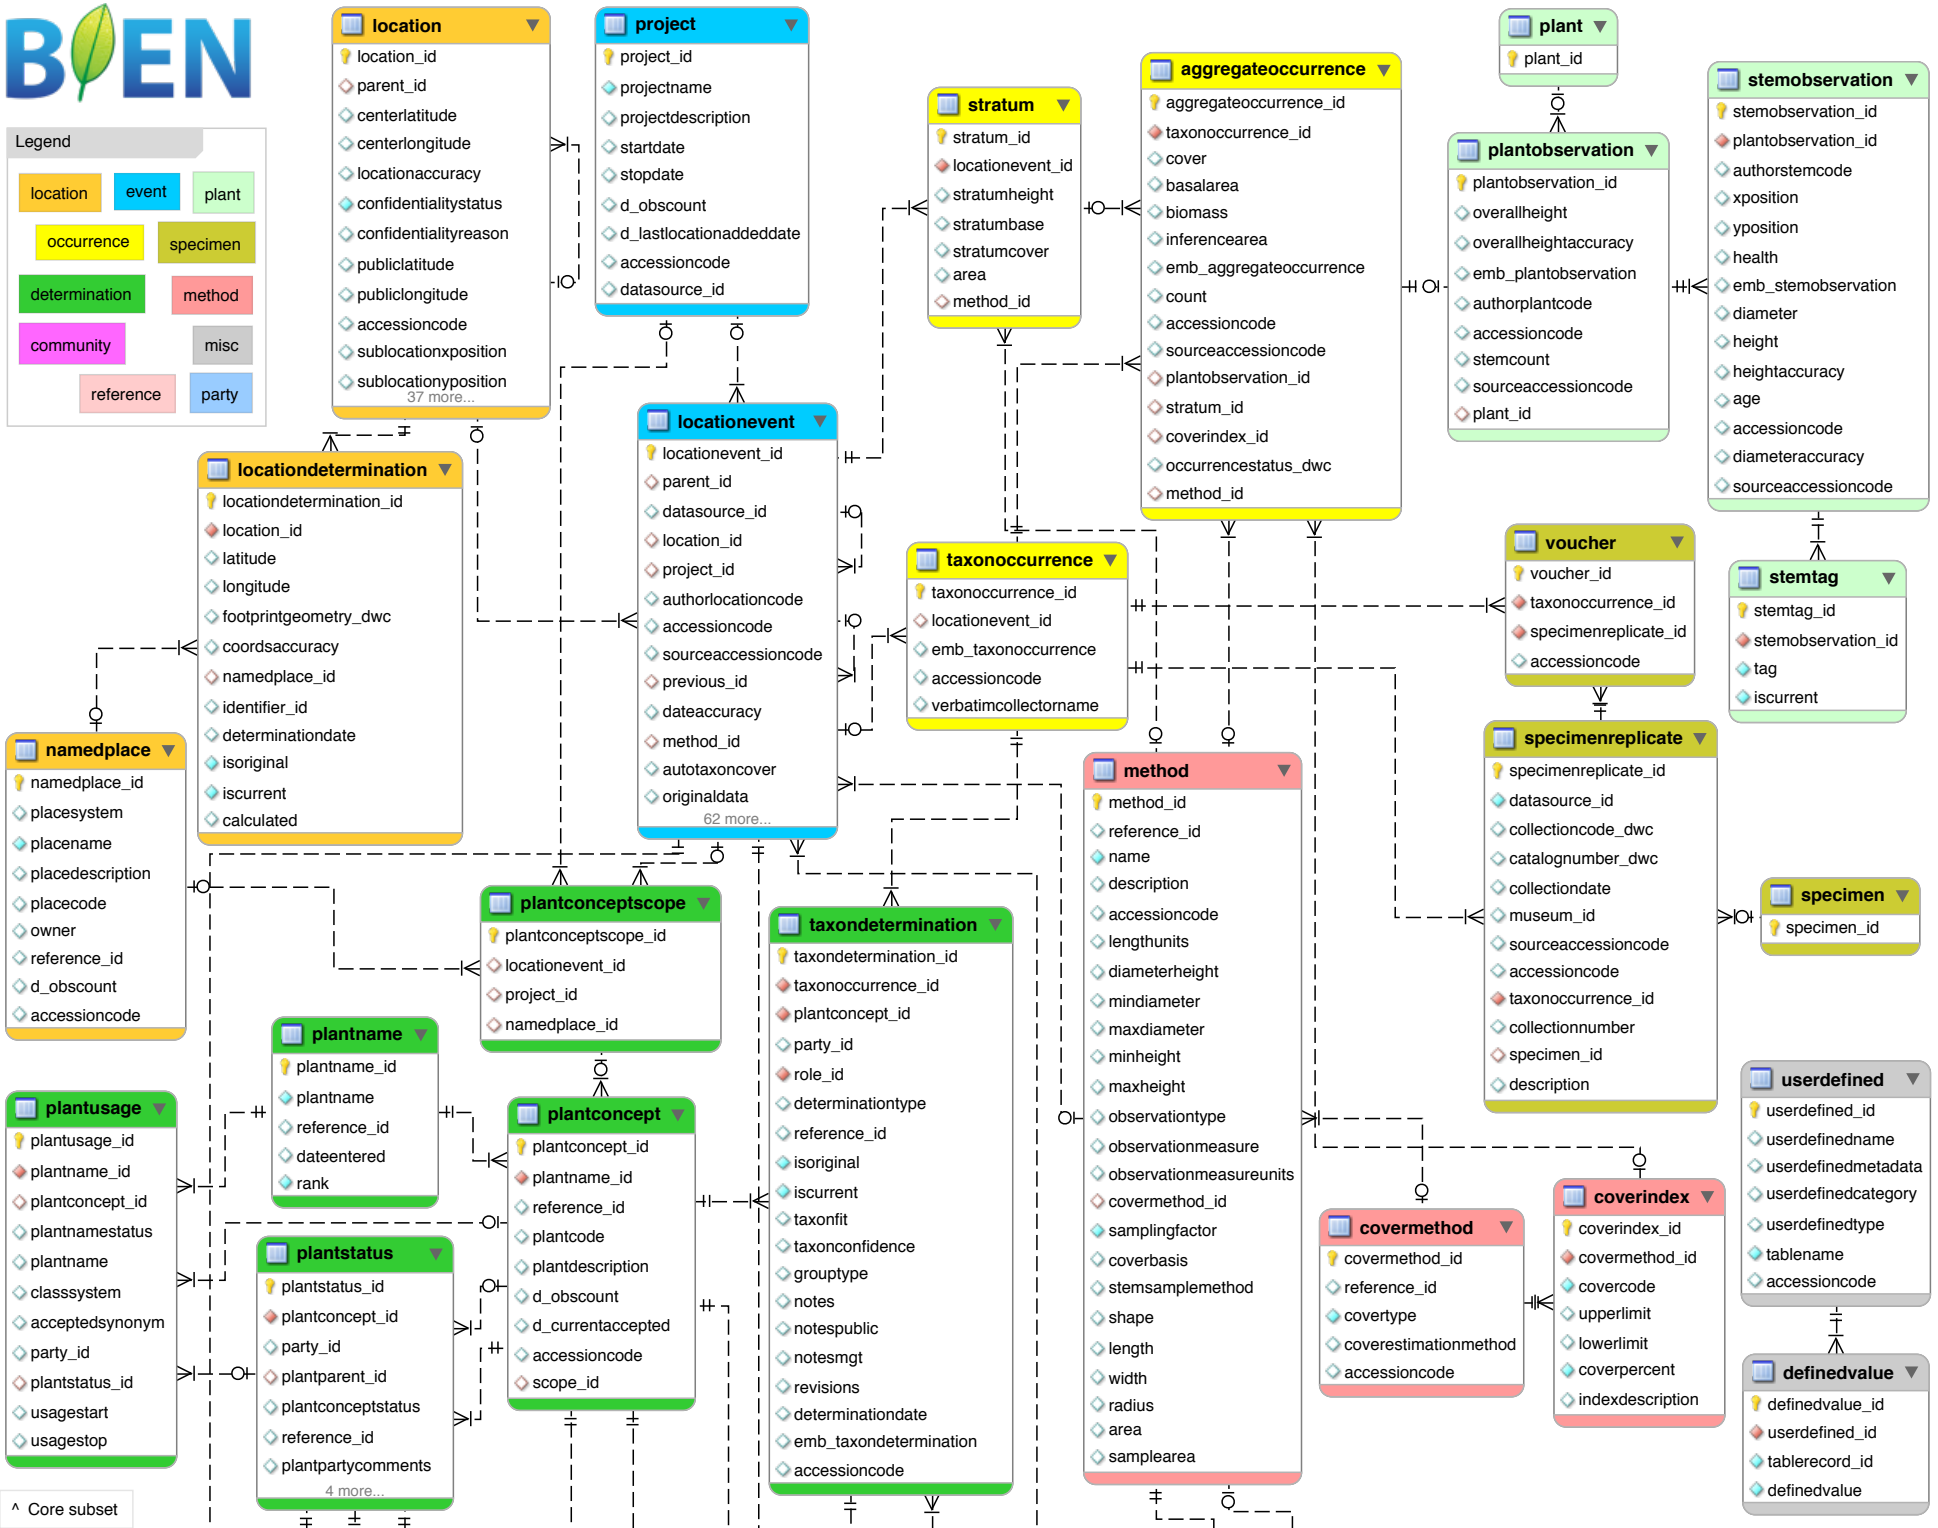 BIEN
Legend
location
event
plant
occurrence
specimen
determination
method
community
misc
reference
party
location
location_id
parent_id
centerlatitude
centerlongitude
locationaccuracy
confidentialitystatus
confidentialityreason
publiclatitude
publiclongitude
accessioncode
sublocationxposition
sublocationyposition
37 more...
project
project_id
projectname
projectdescription
startdate
stopdate
d_obscount
d_lastlocationaddeddate
accessioncode
datasource_id
stratum
stratum_id
locationevent_id
stratumheight
stratumbase
stratumcover
area
method_id
aggregateoccurrence
aggregateoccurrence_id
taxonoccurrence_id
cover
basalarea
biomass
inferencearea
emb_aggregateoccurrence
count
accessioncode
sourceaccessioncode
plantobservation_id
stratum_id
coverindex_id
occurrencestatus_dwc
method_id
plant
plant_id
plantobservation
plantobservation_id
overallheight
overallheightaccuracy
emb_plantobservation
authorplantcode
accessioncode
stemcount
sourceaccessioncode
plant_id
stemobservation
stemobservation_id
plantobservation_id
authorstemcode
xposition
yposition
health
emb_stemobservation
diameter
height
heightaccuracy
age
accessioncode
diameteraccuracy
sourceaccessioncode
locationdetermination
locationdetermination_id
location_id
latitude
longitude
footprintgeometry_dwc
coordsaccuracy
namedplace_id
identifier_id
determinationdate
isoriginal
iscurrent
calculated
locationevent
locationevent_id
parent_id
datasource_id
location_id
project_id
authorlocationcode
accessioncode
sourceaccessioncode
previous_id
dateaccuracy
method_id
autotaxoncover
originaldata
62 more...
taxonoccurrence
taxonoccurrence_id
locationevent_id
emb_taxonoccurrence
accessioncode
verbatimcollectorname
voucher
voucher_id
taxonoccurrence_id
specimenreplicate_id
accessioncode
stemtag
stemtag_id
stemobservation_id
tag
iscurrent
namedplace
namedplace_id
placesystem
placename
placedescription
placecode
owner
reference_id
d_obscount
accessioncode
plantconceptscope
plantconceptscope_id
locationevent_id
project_id
namedplace_id
taxondetermination
taxondetermination_id
taxonoccurrence_id
plantconcept_id
party_id
role_id
determinationtype
reference_id
isoriginal
iscurrent
taxonfit
taxonconfidence
grouptype
notes
notespublic
notesmgt
revisions
determinationdate
emb_taxondetermination
accessioncode
method
method_id
reference_id
name
description
accessioncode
lengthunits
diameterheight
mindiameter
maxdiameter
minheight
maxheight
observationtype
observationmeasure
observationmeasureunits
covermethod_id
samplingfactor
coverbasis
stemsamplemethod
shape
length
width
radius
area
samplearea
specimenreplicate
specimenreplicate_id
datasource_id
collectioncode_dwc
catalognumber_dwc
collectiondate
museum_id
sourceaccessioncode
accessioncode
taxonoccurrence_id
collectionnumber
specimen_id
description
specimen
specimen_id
plantusage
plantusage_id
plantname_id
plantconcept_id
plantnamestatus
plantname
classsystem
acceptedsynonym
party_id
plantstatus_id
usagestart
usagestop
plantname
plantname_id
plantname
reference_id
dateentered
rank
plantstatus
plantstatus_id
plantconcept_id
party_id
plantparent_id
plantconceptstatus
reference_id
plantpartycomments
4 more...
plantconcept
plantconcept_id
plantname_id
reference_id
plantcode
plantdescription
d_obscount
d_currentaccepted
accessioncode
scope_id
covermethod
covermethod_id
reference_id
covertype
coverestimationmethod
accessioncode
coverindex
coverindex_id
covermethod_id
covercode
upperlimit
lowerlimit
coverpercent
indexdescription
userdefined
userdefined_id
userdefinedname
userdefinedmetadata
userdefinedcategory
userdefinedtype
tablename
accessioncode
definedvalue
definedvalue_id
userdefined_id
tablerecord_id
definedvalue
^ Core subset